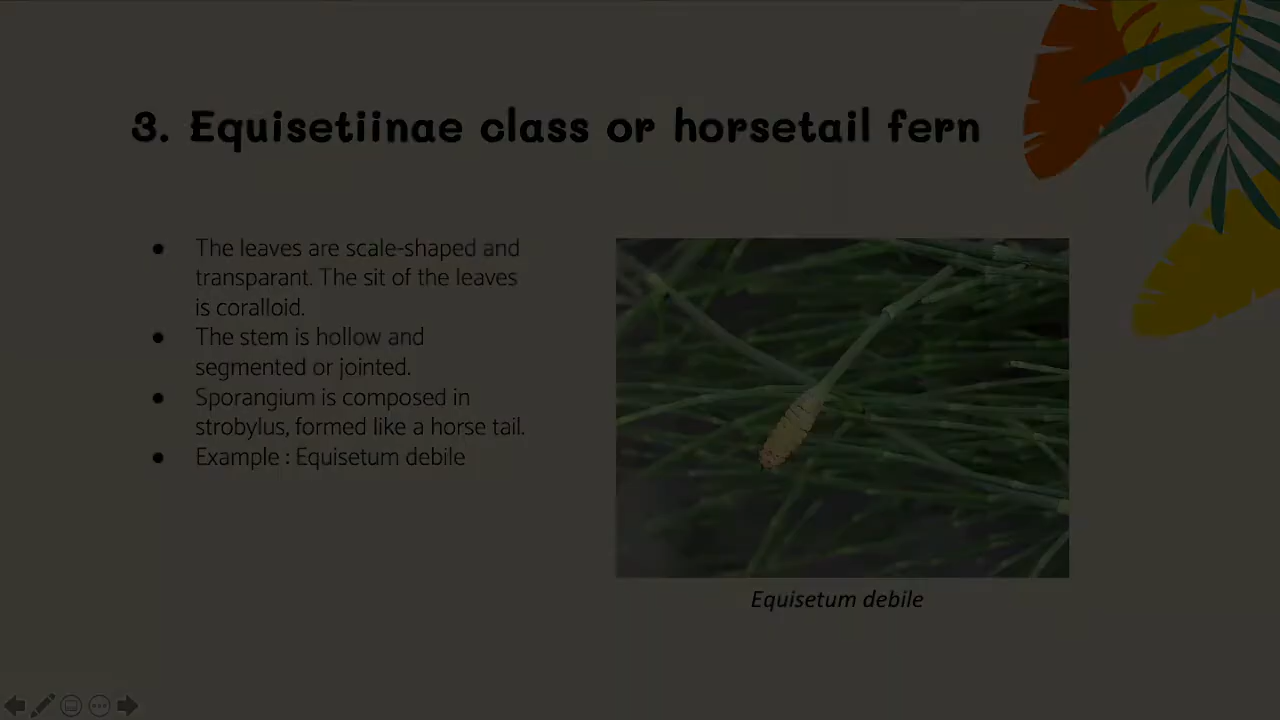 3. Equisetiinae class or horsetail fern
● The leaves are scale-shaped and
transparant. The sit of the leaves
is coralloid.
● The stem is hollow and
segmented or jointed.
● Sporangium is composed in
strobylus, formed like a horse tail.
● Example : Equisetum debile
Equisetum debile